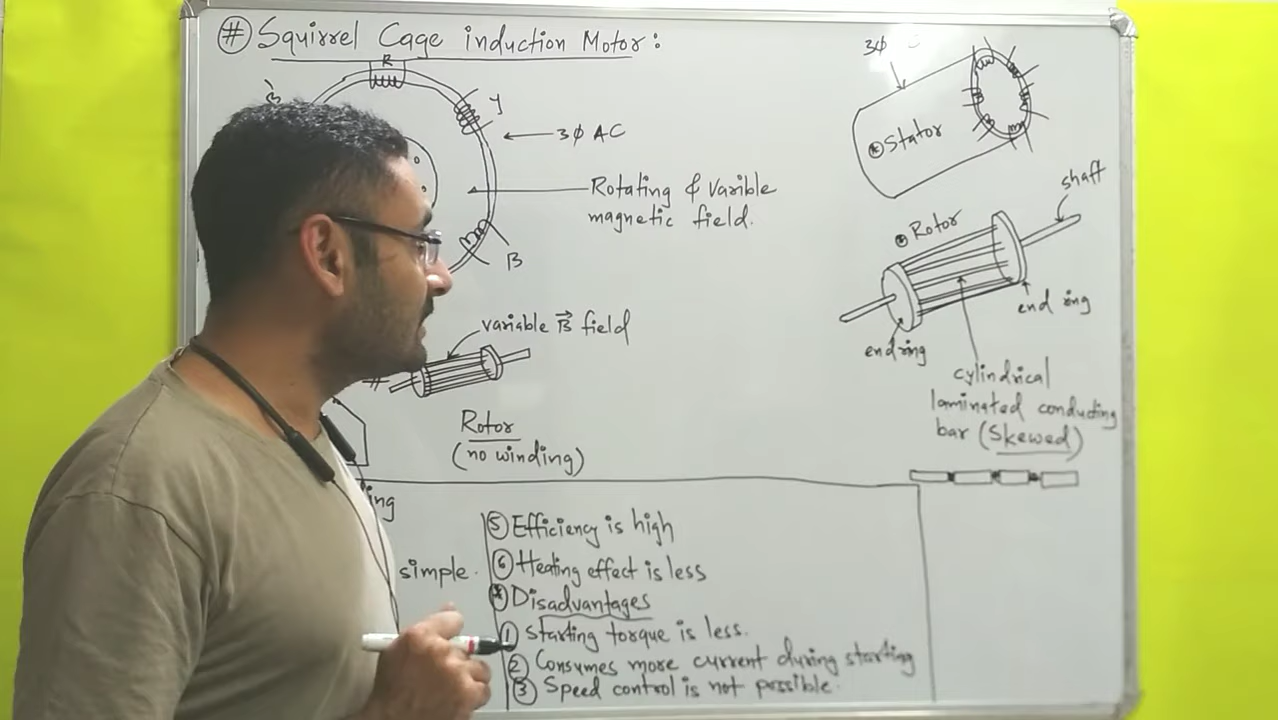 # Squirrel Cage induction Motor:
R
Y
B
B
3φ AC
Rotating & varible
magnetic field.
variable B⃗ field
Rotor
(no winding)
3φ
* Stator
shaft
* Rotor
end ring
end ring
cylindrical
laminated conducting
bar (Skewed)
simple.
5 Efficiency is high
6 Heating effect is less
* Disadvantages
1 Starting torque is less.
2 Consumes more current during starting
3 Speed control is not possible.